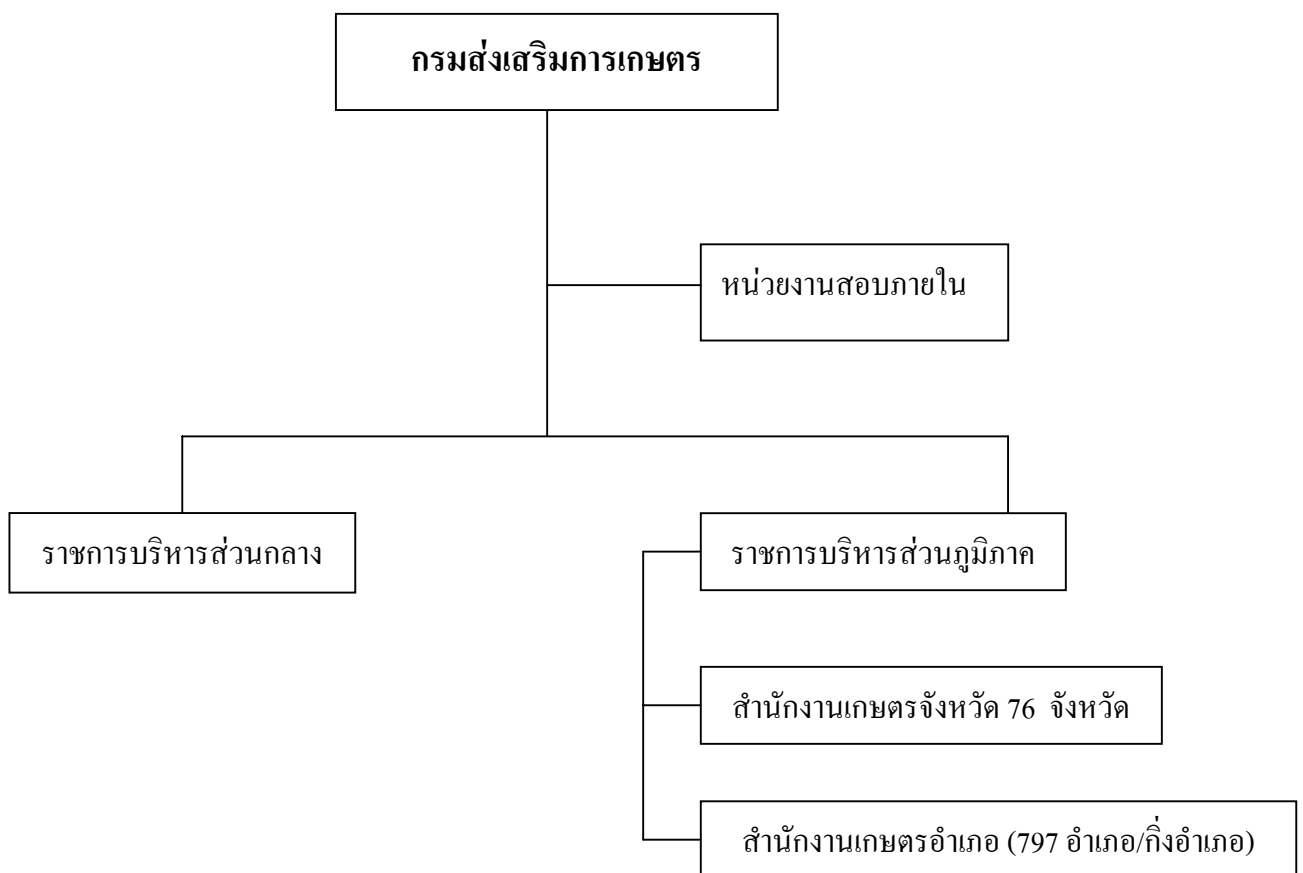 กรมส่งเสริมการเกษตร
หน่วยงานสอบภายใน
ราชการบริหารส่วนกลาง
ราชการบริหารส่วนภูมิภาค
สำนักงานเกษตรจังหวัด 76 จังหวัด
สำนักงานเกษตรอำเภอ (797 อำเภอ/กิ่งอำเภอ)